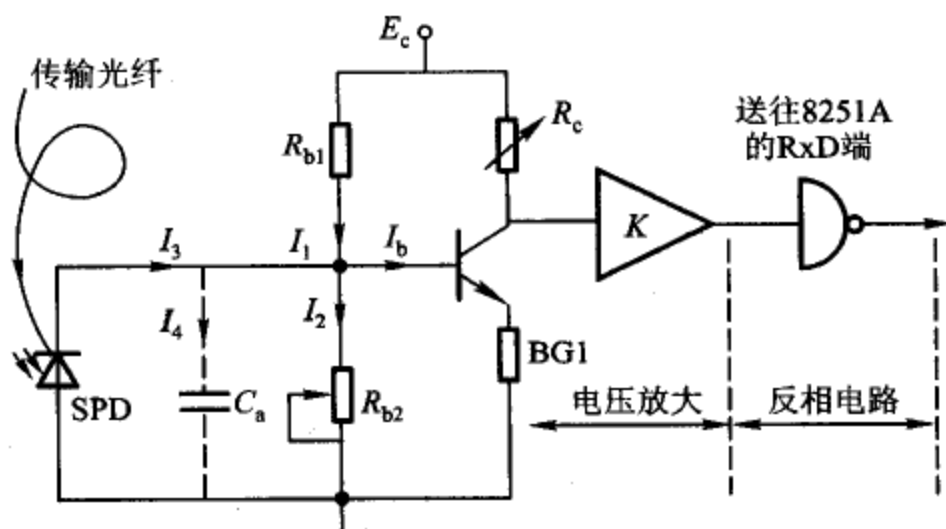 E_c
传输光纤
R_b1
R_c
送往8251A
的RxD端
K
I_3
I_1
I_b
I_4
I_2
SPD
C_a
R_b2
BG1
电压放大
反相电路